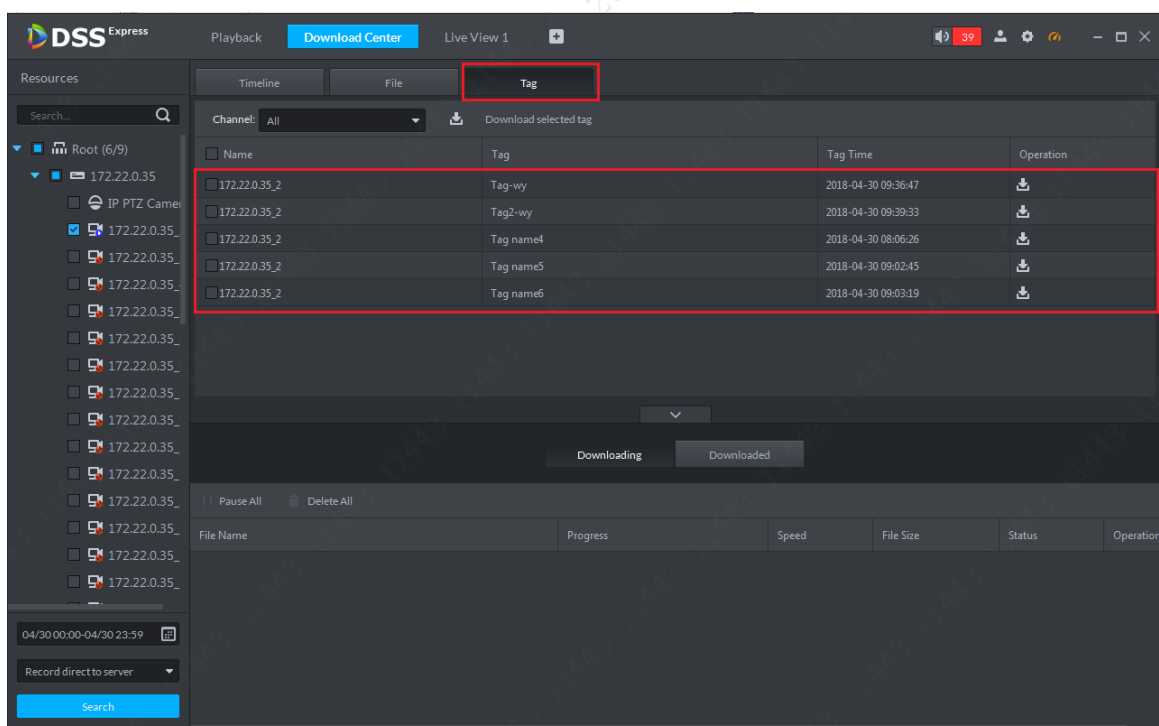 DSS Express
Playback
Download Center
Live View 1
39
Resources
Timeline
File
Tag
Search...
Channel: All
Download selected tag
Name
Tag
Tag Time
Operation
Root (6/9)
172.22.0.35
IP PTZ Camer
172.22.0.35_
172.22.0.35_
172.22.0.35_
172.22.0.35_
172.22.0.35_
172.22.0.35_
172.22.0.35_
172.22.0.35_
172.22.0.35_
172.22.0.35_
172.22.0.35_
172.22.0.35_
172.22.0.35_
172.22.0.35_
172.22.0.35_2 Tag-wy 2018-04-30 09:36:47
172.22.0.35_2 Tag2-wy 2018-04-30 09:39:33
172.22.0.35_2 Tag name4 2018-04-30 08:06:26
172.22.0.35_2 Tag name5 2018-04-30 09:02:45
172.22.0.35_2 Tag name6 2018-04-30 09:03:19
Downloading
Downloaded
Pause All
Delete All
File Name
Progress
Speed
File Size
Status
Operation
04/30 00:00-04/30 23:59
Record direct to server
Search